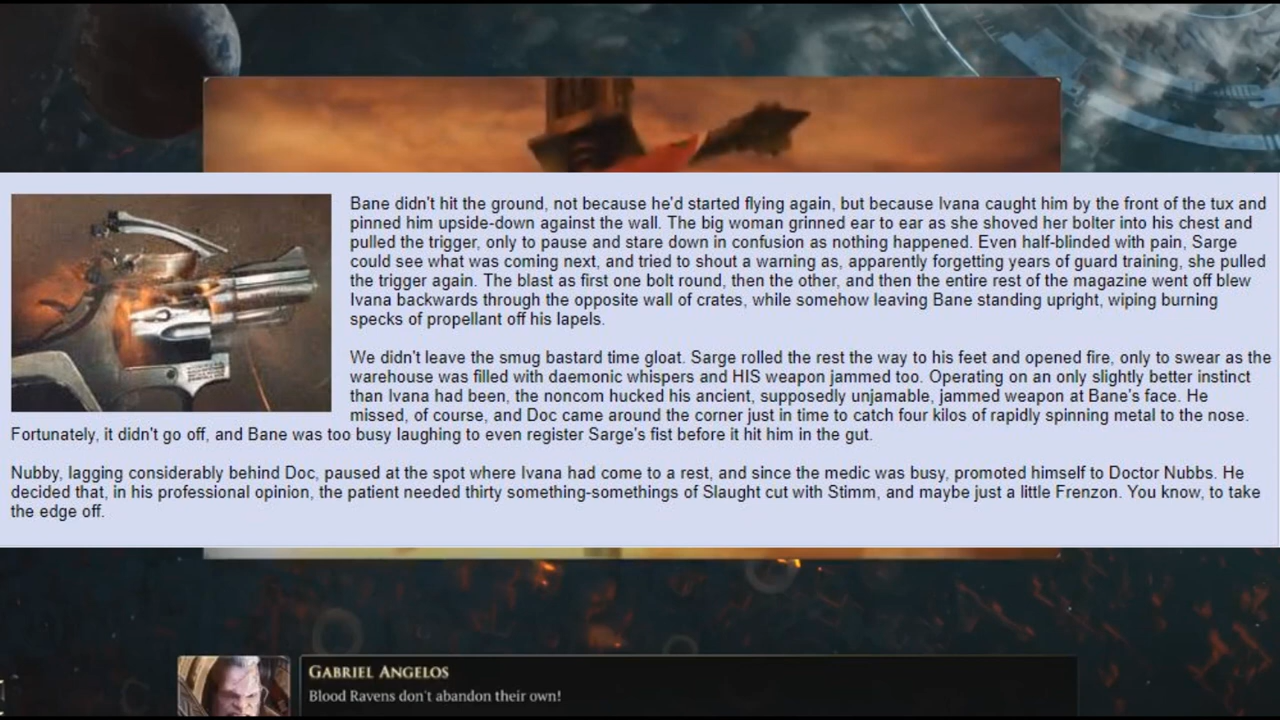 Bane didn't hit the ground, not because he'd started flying again, but because Ivana caught him by the front of the tux and
pinned him upside-down against the wall. The big woman grinned ear to ear as she shoved her bolter into his chest and
pulled the trigger, only to pause and stare down in confusion as nothing happened. Even half-blinded with pain, Sarge
could see what was coming next, and tried to shout a warning as, apparently forgetting years of guard training, she pulled
the trigger again. The blast as first one bolt round, then the other, and then the entire rest of the magazine went off blew
Ivana backwards through the opposite wall of crates, while somehow leaving Bane standing upright, wiping burning
specks of propellant off his lapels.
We didn't leave the smug bastard time gloat. Sarge rolled the rest the way to his feet and opened fire, only to swear as the
warehouse was filled with daemonic whispers and HIS weapon jammed too. Operating on an only slightly better instinct
than Ivana had been, the noncom hucked his ancient, supposedly unjamable, jammed weapon at Bane's face. He
missed, of course, and Doc came around the corner just in time to catch four kilos of rapidly spinning metal to the nose.
Fortunately, it didn't go off, and Bane was too busy laughing to even register Sarge's fist before it hit him in the gut.
Nubby, lagging considerably behind Doc, paused at the spot where Ivana had come to a rest, and since the medic was busy, promoted himself to Doctor Nubbs. He
decided that, in his professional opinion, the patient needed thirty something-somethings of Slaught cut with Stimm, and maybe just a little Frenzon. You know, to take
the edge off.
GABRIEL ANGELOS
Blood Ravens don't abandon their own!